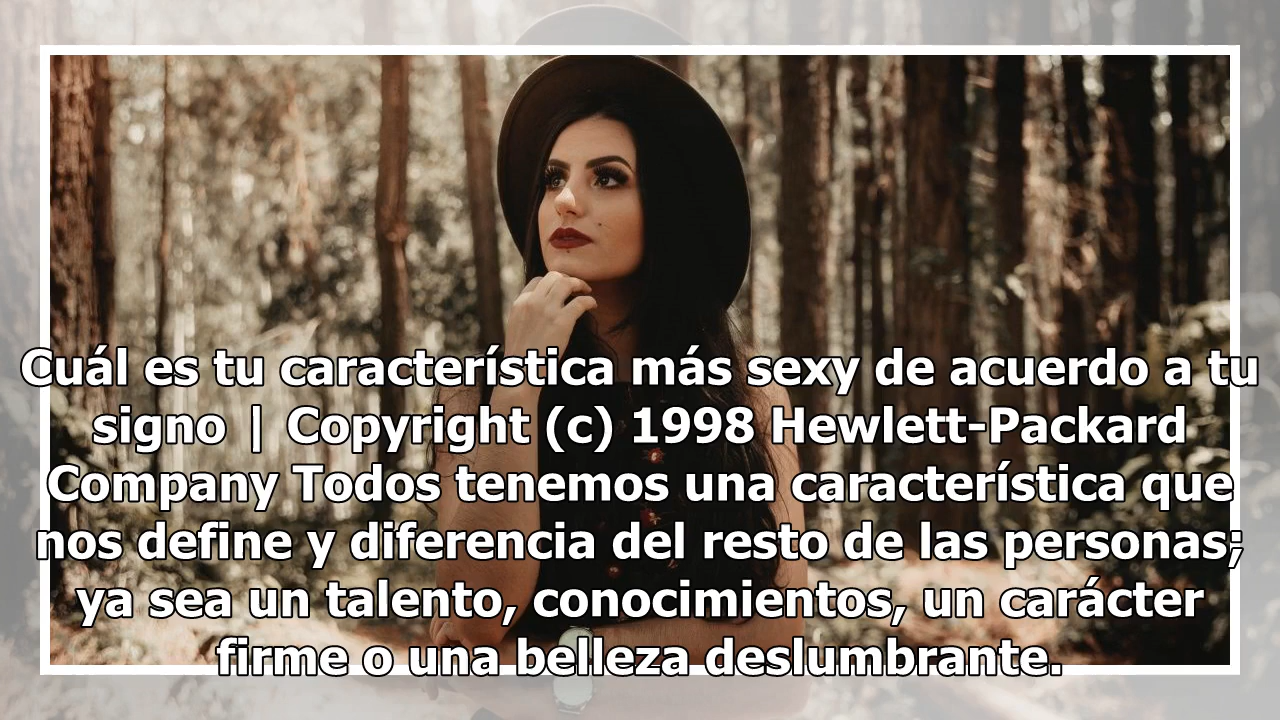 Cuál es tu característica más sexy de acuerdo a tu
signo | Copyright (c) 1998 Hewlett-Packard
Company Todos tenemos una característica que
nos define y diferencia del resto de las personas;
ya sea un talento, conocimientos, un carácter
firme o una belleza deslumbrante.